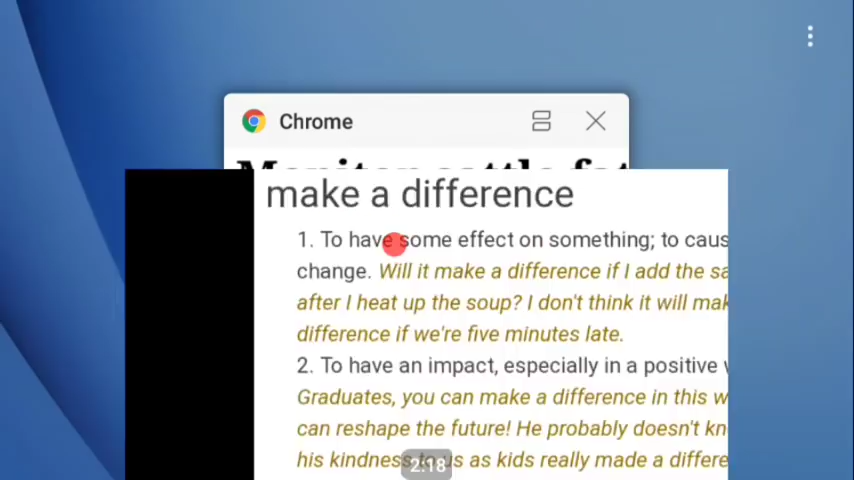 Chrome
make a difference
1. To have some effect on something; to caus
change. Will it make a difference if I add the sa
after I heat up the soup? I don't think it will mak
difference if we're five minutes late.
2. To have an impact, especially in a positive
Graduates, you can make a difference in this w
can reshape the future! He probably doesn't kn
his kindness to us as kids really made a differe
2:18